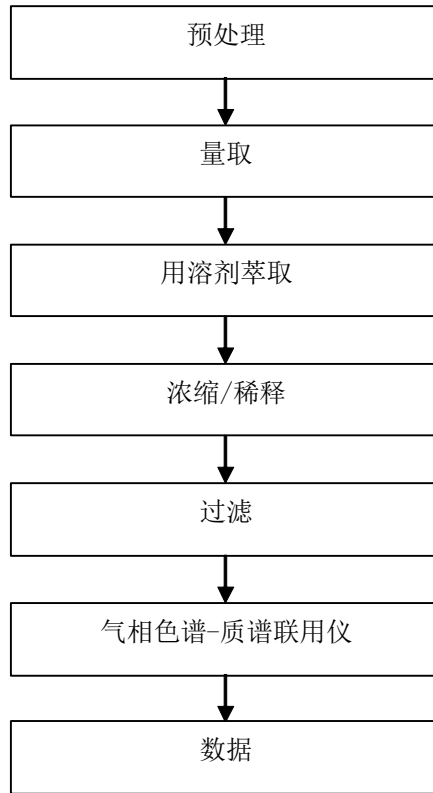 预处理
量取
用溶剂萃取
浓缩/稀释
过滤
气相色谱-质谱联用仪
数据